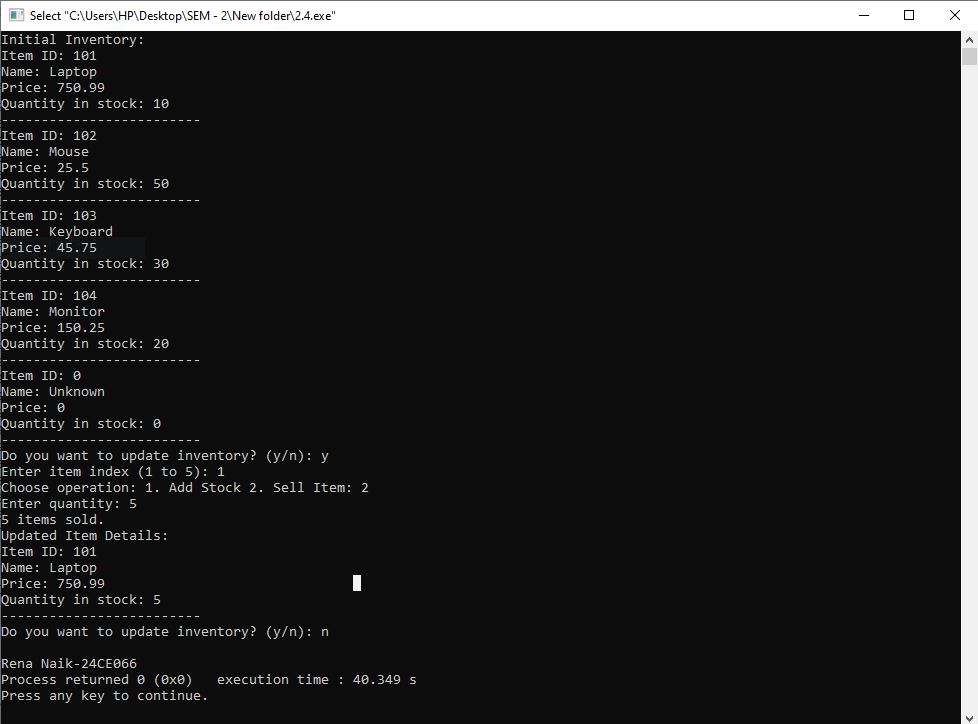 Select "C:\Users\HP\Desktop\SEM - 2\New folder\2.4.exe"
Initial Inventory:
Item ID: 101
Name: Laptop
Price: 750.99
Quantity in stock: 10
-------------------------
Item ID: 102
Name: Mouse
Price: 25.5
Quantity in stock: 50
-------------------------
Item ID: 103
Name: Keyboard
Price: 45.75
Quantity in stock: 30
-------------------------
Item ID: 104
Name: Monitor
Price: 150.25
Quantity in stock: 20
-------------------------
Item ID: 0
Name: Unknown
Price: 0
Quantity in stock: 0
-------------------------
Do you want to update inventory? (y/n): y
Enter item index (1 to 5): 1
Choose operation: 1. Add Stock 2. Sell Item: 2
Enter quantity: 5
5 items sold.
Updated Item Details:
Item ID: 101
Name: Laptop
Price: 750.99
Quantity in stock: 5
-------------------------
Do you want to update inventory? (y/n): n
Rena Naik-24CE066
Process returned 0 (0x0)   execution time : 40.349 s
Press any key to continue.